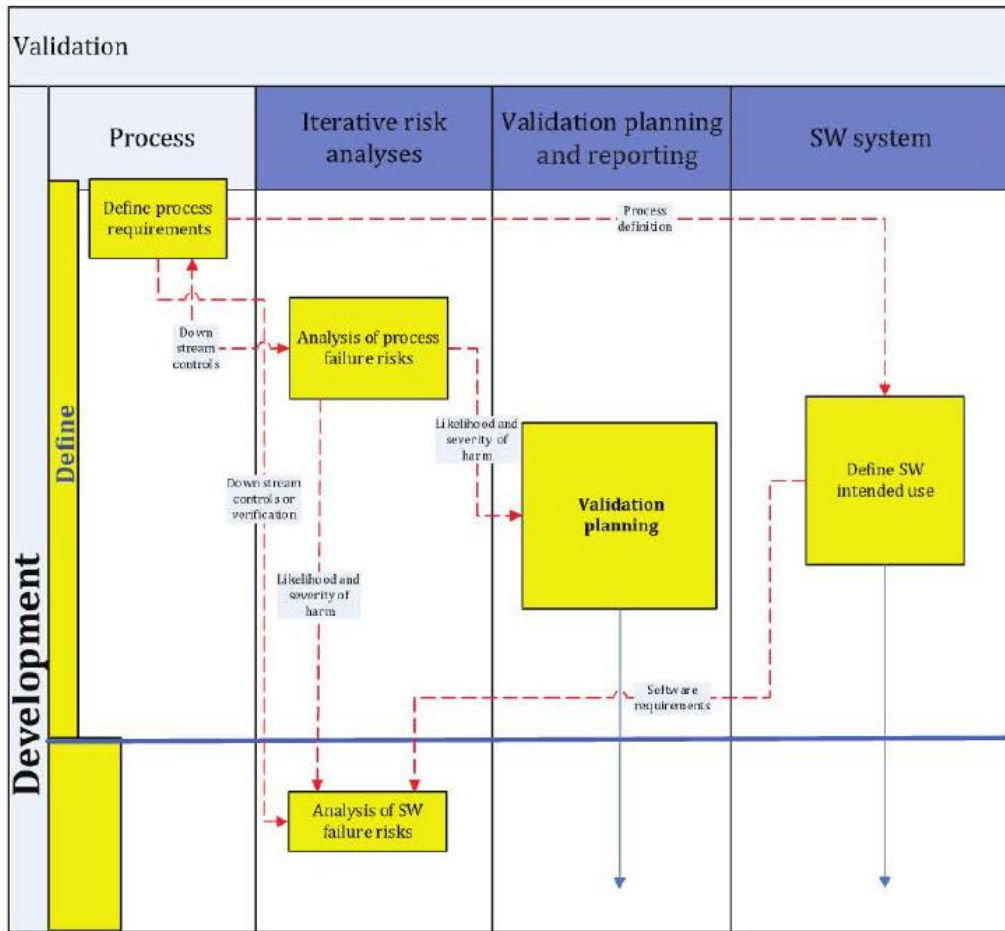 Validation
Process
Iterative risk
analyses
Validation planning
and reporting
SW system
Define process
requirements
Process
definition
Down
stream
controls
Analysis of process
failure risks
Likelihood and
severity of
harm
Define
Down stream
controls or
verification
Validation
planning
Define SW
intended use
Likelihood and
severity of
harm
Development
Software
requirements
Analysis of SW
failure risks